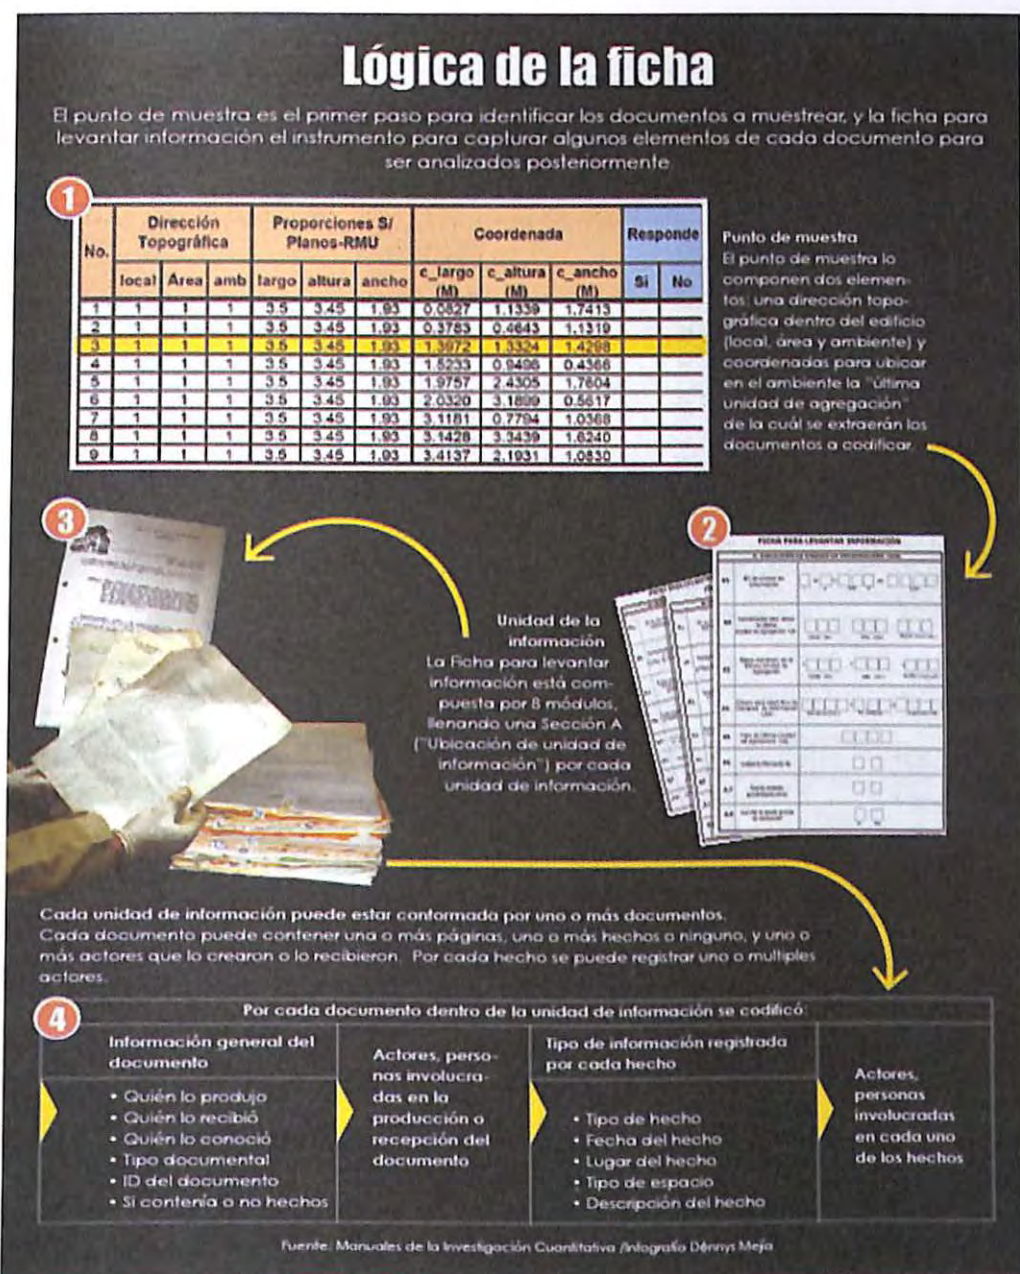 Lógica de la ficha
El punto de muestra es el primer paso para identificar los documentos a muestrear, y la ficha para
levantar información el instrumento para capturar algunos elementos de cada documento para
ser analizados posteriormente
1
No. Dirección Topográfica Proporciones S/ Planos-RMU Coordenada Responde
local Área amb largo altura ancho c_largo (M) c_altura (M) c_ancho (M) Si No
1 1 1 1 3.5 3.45 1.93 0.0827 1.1339 1.7413
2 1 1 1 3.5 3.45 1.93 0.3783 0.4643 1.1319
3 1 1 1 3.5 3.45 1.93 1.3972 1.3324 1.4298
4 1 1 1 3.5 3.45 1.93 1.5233 0.9496 0.4366
5 1 1 1 3.5 3.45 1.93 1.9757 2.4305 1.7604
6 1 1 1 3.5 3.45 1.93 2.0320 3.1899 0.5617
7 1 1 1 3.5 3.45 1.93 3.1181 0.7794 1.0368
8 1 1 1 3.5 3.45 1.93 3.1428 3.3439 1.6240
9 1 1 1 3.5 3.45 1.93 3.4137 2.1931 1.0830
Punto de muestra
El punto de muestra lo
componen dos elemen-
tos: una dirección topo-
gráfica dentro del edificio
(local, área y ambiente) y
coordenadas para ubicar
en el ambiente la "última
unidad de agregación"
de la cuál se extraerán los
documentos a codificar.
3
2
FICHA PARA LEVANTAR INFORMACIÓN
Unidad de la
información
La Ficha para levantar
información está com-
puesta por 8 módulos,
llenando una Sección A
("Ubicación de unidad de
información") por cada
unidad de información.
Cada unidad de información puede estar conformada por uno o más documentos.
Cada documento puede contener una o más páginas, uno o más hechos o ninguno, y uno o
más actores que lo crearon o lo recibieron. Por cada hecho se puede registrar uno o multiples
actores.
4
Por cada documento dentro de la unidad de información se codificó:
Información general del
documento
• Quién lo produjo
• Quién lo recibió
• Quién lo conoció
• Tipo documental
• ID del documento
• Si contenía o no hechos
Actores, perso-
nas involucra-
das en la
producción o
recepción del
documento
Tipo de información registrada
por cada hecho
• Tipo de hecho
• Fecha del hecho
• Lugar del hecho
• Tipo de espacio
• Descripción del hecho
Actores,
personas
involucradas
en cada uno
de los hechos
Fuente: Manuales de la Investigación Cuantitativa /Infografía Dénnys Mejía